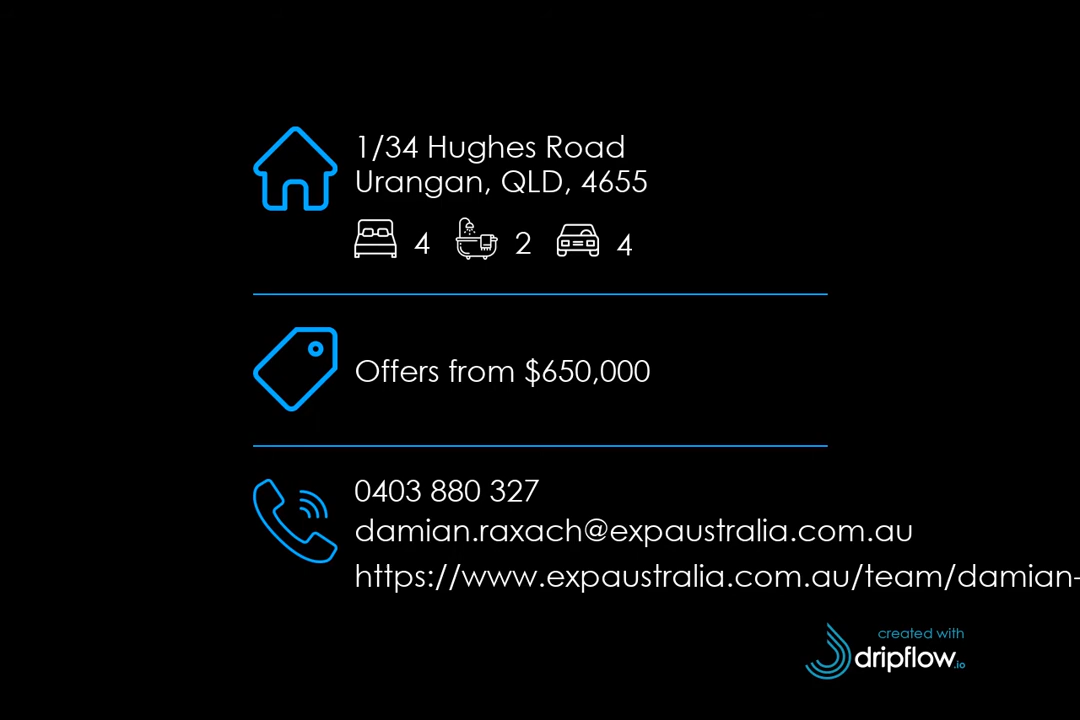 1/34 Hughes Road
Urangan, QLD, 4655
4 2 4
Offers from $650,000
0403 880 327
damian.raxach@expaustralia.com.au
https://www.expaustralia.com.au/team/damian-
created with
dripflow.io